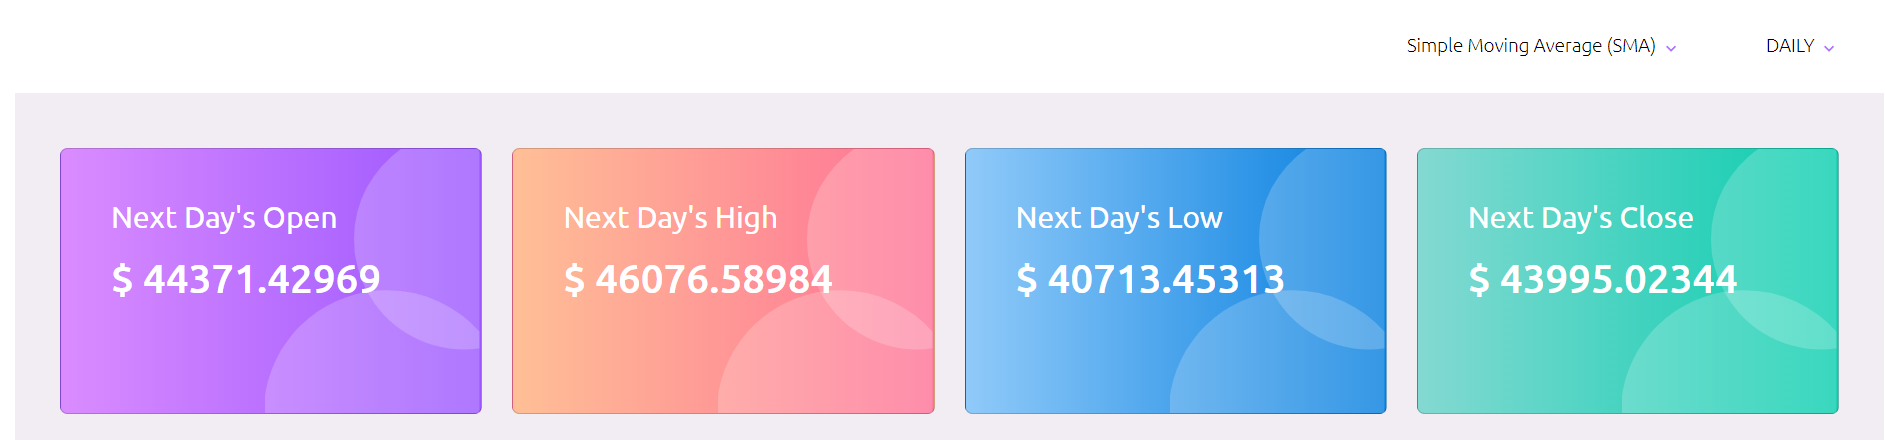 Simple Moving Average (SMA) DAILY
Next Day's Open
$ 44371.42969
Next Day's High
$ 46076.58984
Next Day's Low
$ 40713.45313
Next Day's Close
$ 43995.02344